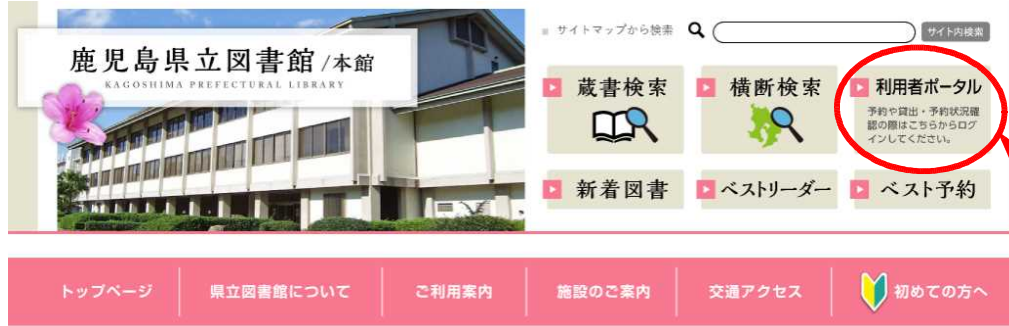 サイトマップから検索
サイト内検索
鹿児島県立図書館/本館
KAGOSHIMA PREFECTURAL LIBRARY
蔵書検索
横断検索
利用者ポータル
予約や貸出・予約状況確
認の際はこちらからログ
インしてください。
新着図書
ベストリーダー
ベスト予約
トップページ
県立図書館について
ご利用案内
施設のご案内
交通アクセス
初めての方へ